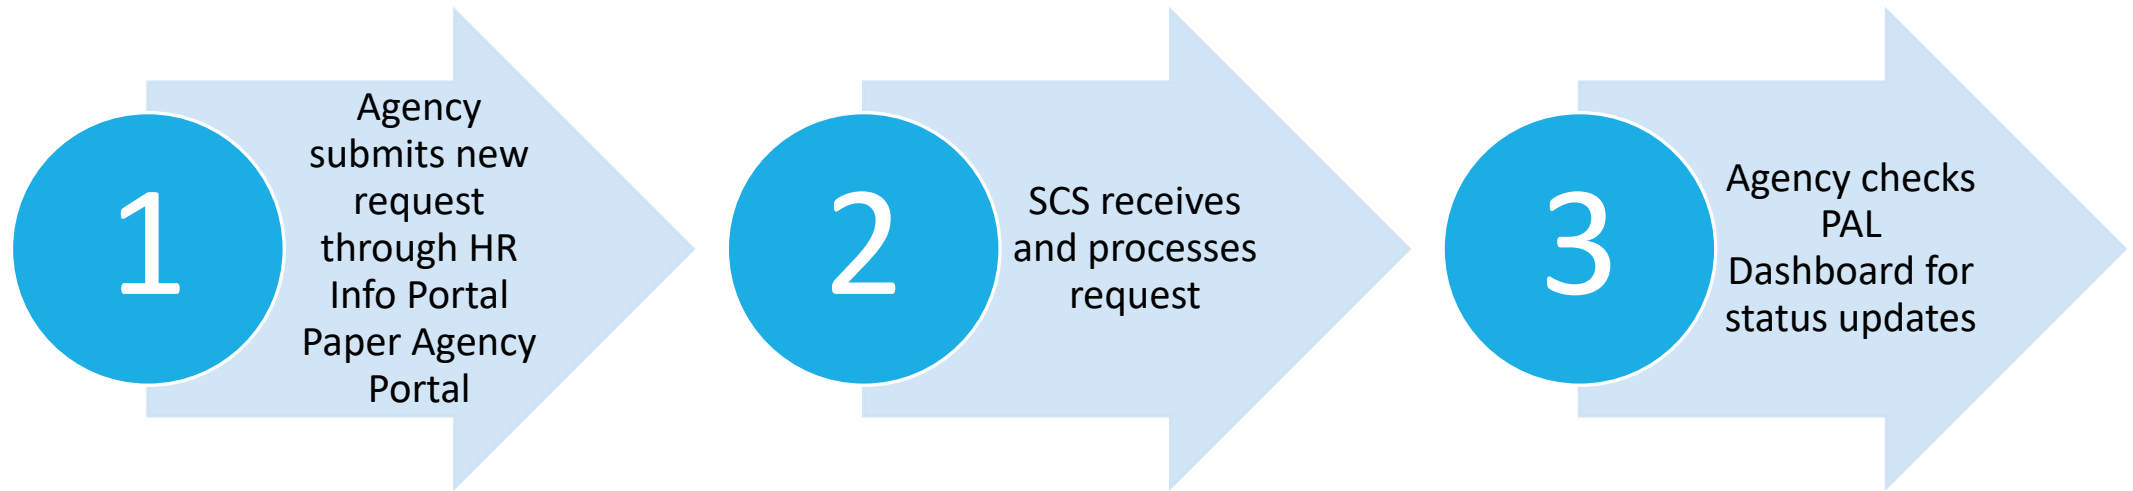 1
Agency
submits new
request
through HR
Info Portal
Paper Agency
Portal
2
SCS receives
and processes
request
3
Agency checks
PAL
Dashboard for
status updates